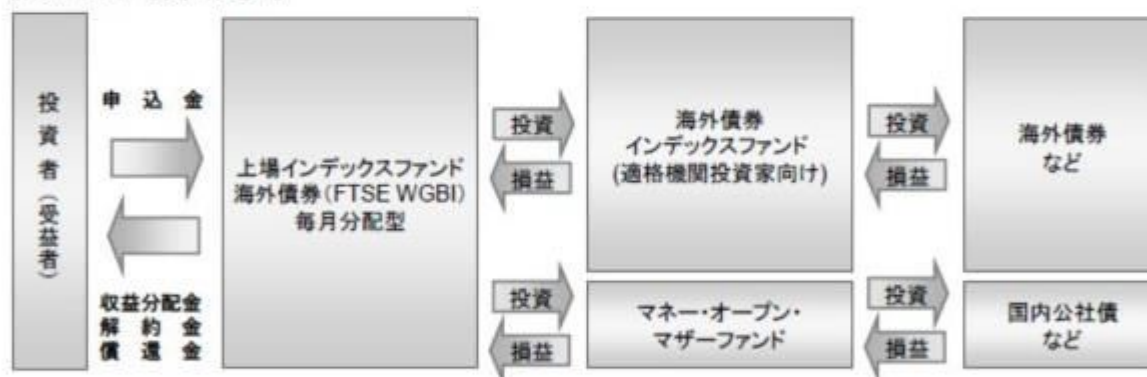 投資者(受益者)
申込金
収益分配金
解約金
償還金
上場インデックスファンド
海外債券(FTSE WGBI)
毎月分配型
投資
損益
海外債券
インデックスファンド
(適格機関投資家向け)
投資
損益
海外債券
など
投資
損益
マネー・オープン・
マザーファンド
投資
損益
国内公社債
など